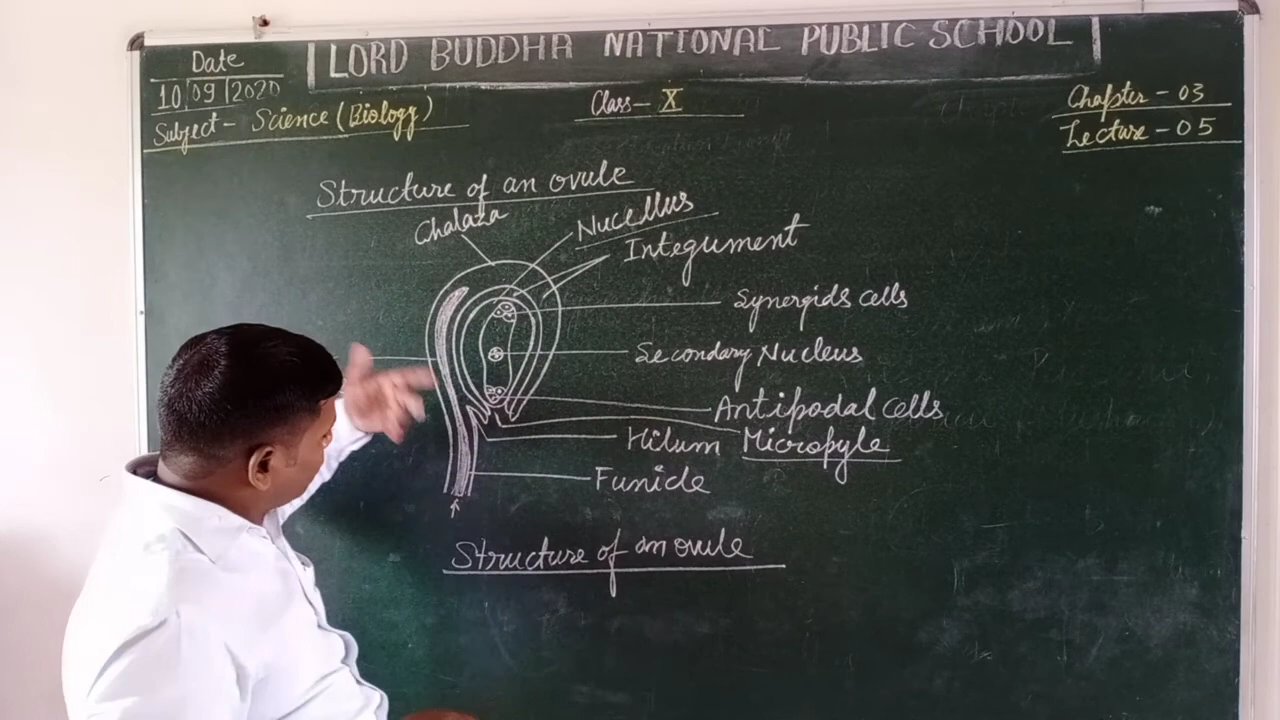 LORD BUDDHA NATIONAL PUBLIC SCHOOL
Date
10 09 2020
Subject - Science (Biology)
Class - X
Chapter - 03
Lecture - 05
Structure of an ovule
Chalaza
Nucellus
Integument
Synergids cells
Secondary Nucleus
Antipodal cells
Hilum Micropyle
Funicle
Structure of an ovule